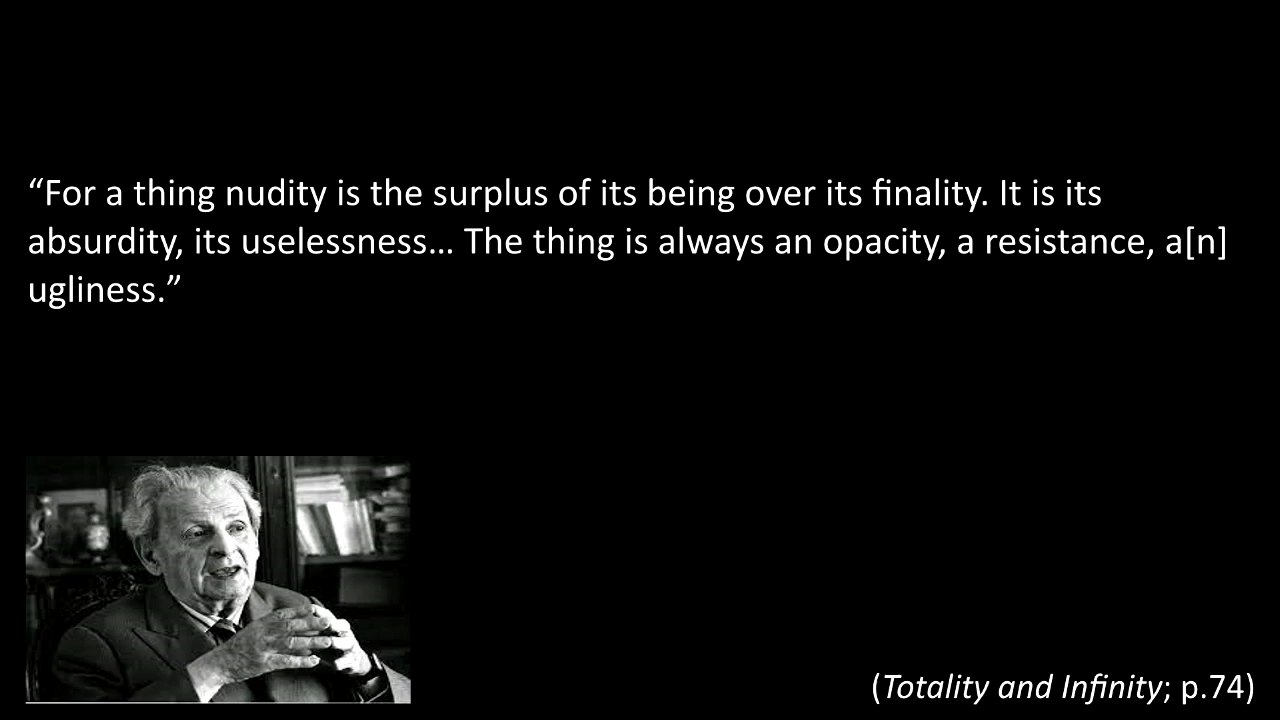 “For a thing nudity is the surplus of its being over its finality. It is its
absurdity, its uselessness… The thing is always an opacity, a resistance, a[n]
ugliness.”
(Totality and Infinity; p.74)